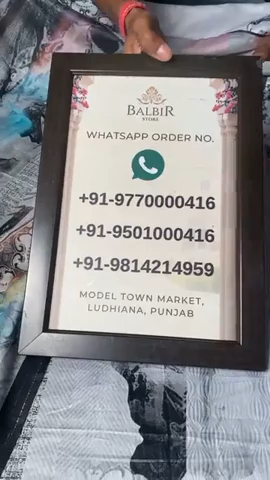 BALBIR
STORE
WHATSAPP ORDER NO.
+91-9770000416
+91-9501000416
+91-9814214959
MODEL TOWN MARKET,
LUDHIANA, PUNJAB